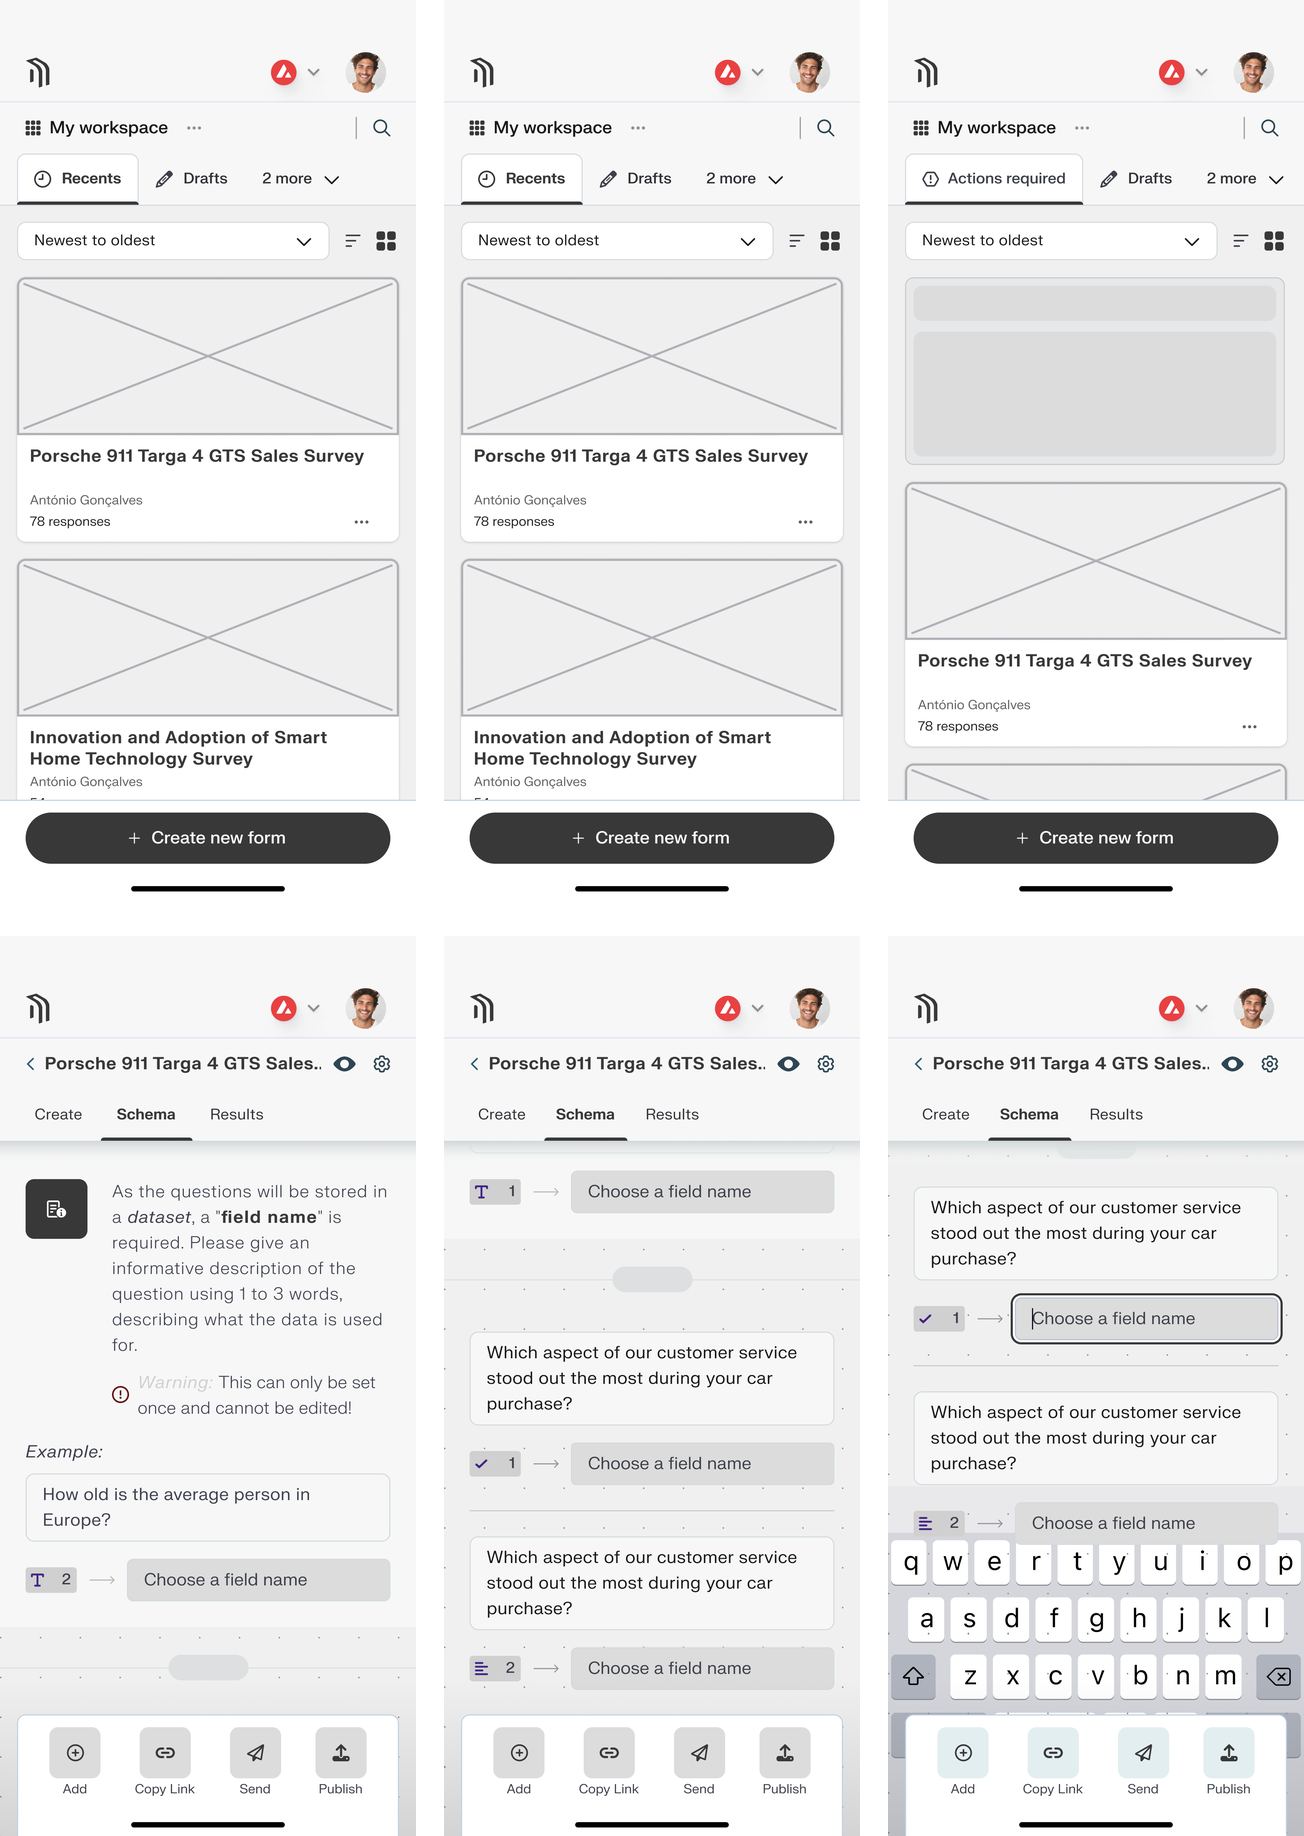 My workspace ...
Recents
Drafts
2 more
Newest to oldest
Porsche 911 Targa 4 GTS Sales Survey
António Gonçalves
78 responses
...
Innovation and Adoption of Smart
Home Technology Survey
António Gonçalves
+ Create new form
My workspace ...
Recents
Drafts
2 more
Newest to oldest
Porsche 911 Targa 4 GTS Sales Survey
António Gonçalves
78 responses
...
Innovation and Adoption of Smart
Home Technology Survey
António Gonçalves
+ Create new form
My workspace ...
Actions required
Drafts
2 more
Newest to oldest
Porsche 911 Targa 4 GTS Sales Survey
António Gonçalves
78 responses
...
+ Create new form
Porsche 911 Targa 4 GTS Sales..
Create
Schema
Results
As the questions will be stored in
a dataset, a "field name" is
required. Please give an
informative description of the
question using 1 to 3 words,
describing what the data is used
for.
Warning: This can only be set
once and cannot be edited!
Example:
How old is the average person in
Europe?
T 2
Choose a field name
Add
Copy Link
Send
Publish
Porsche 911 Targa 4 GTS Sales..
Create
Schema
Results
T 1
Choose a field name
Which aspect of our customer service
stood out the most during your car
purchase?
1
Choose a field name
Which aspect of our customer service
stood out the most during your car
purchase?
2
Choose a field name
Add
Copy Link
Send
Publish
Porsche 911 Targa 4 GTS Sales..
Create
Schema
Results
Which aspect of our customer service
stood out the most during your car
purchase?
1
Choose a field name
Which aspect of our customer service
stood out the most during your car
purchase?
2
Choose a field name
q w e r t y u i o p
a s d f g h j k l
z x c v b n m
Add
Copy Link
Send
Publish